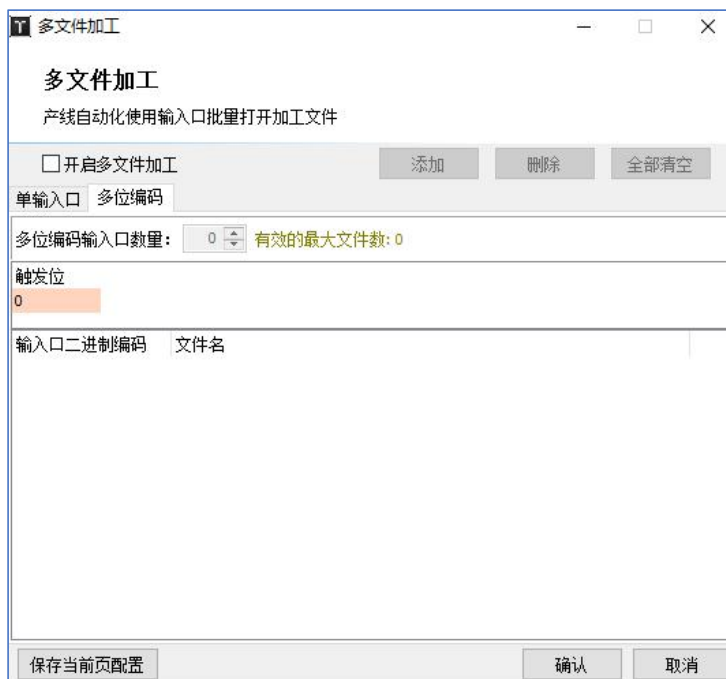 多文件加工
多文件加工
产线自动化使用输入口批量打开加工文件
开启多文件加工 添加 删除 全部清空
单输入口 多位编码
多位编码输入口数量： 0 有效的最大文件数: 0
触发位
0
输入口二进制编码 文件名
保存当前页配置 确认 取消